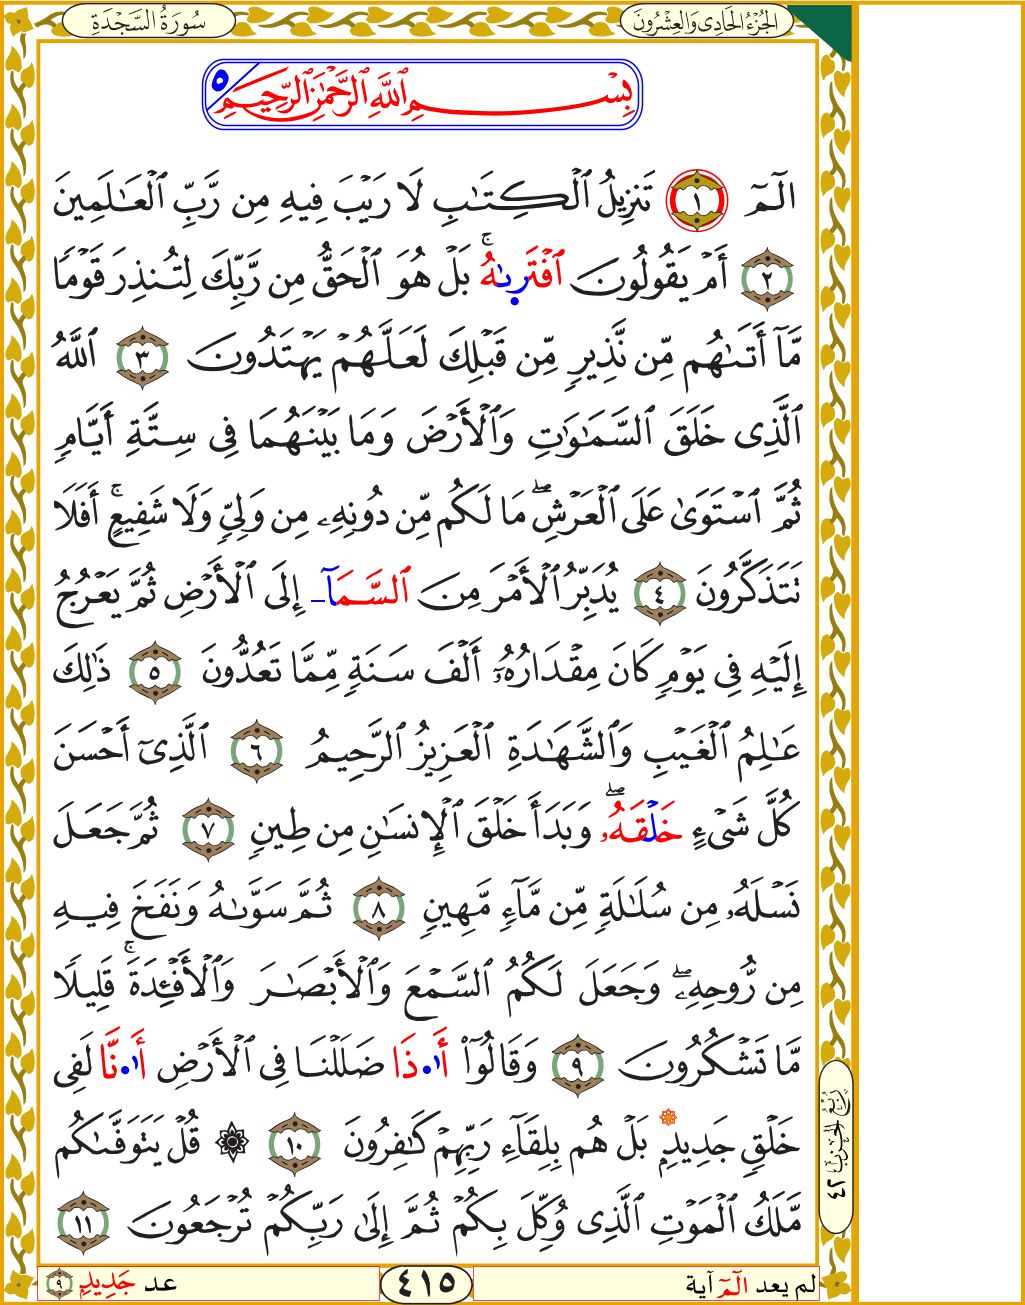 الجُزْءُ الحَادِى وَالعِشْرُونَ
سُورَةُ السَّجْدَةِ
بِسْمِ ٱللَّهِ ٱلرَّحْمَٰنِ ٱلرَّحِيمِ ٥
الٓمٓ ١ تَنزِيلُ ٱلْكِتَٰبِ لَا رَيْبَ فِيهِ مِن رَّبِّ ٱلْعَٰلَمِينَ
٢ أَمْ يَقُولُونَ ٱفْتَرىٰهُ ۚ بَلْ هُوَ ٱلْحَقُّ مِن رَّبِّكَ لِتُنذِرَ قَوْمًا
مَّآ أَتَىٰهُم مِّن نَّذِيرٍ مِّن قَبْلِكَ لَعَلَّهُمْ يَهْتَدُونَ ٣ ٱللَّهُ
ٱلَّذِى خَلَقَ ٱلسَّمَٰوَٰتِ وَٱلْأَرْضَ وَمَا بَيْنَهُمَا فِى سِتَّةِ أَيَّامٍ
ثُمَّ ٱسْتَوَىٰ عَلَى ٱلْعَرْشِ ۖ مَا لَكُم مِّن دُونِهِۦ مِن وَلِىٍّ وَلَا شَفِيعٍ ۚ أَفَلَا
تَتَذَكَّرُونَ ٤ يُدَبِّرُ ٱلْأَمْرَ مِنَ ٱلسَّمَآ إِلَى ٱلْأَرْضِ ثُمَّ يَعْرُجُ
إِلَيْهِ فِى يَوْمٍ كَانَ مِقْدَارُهُۥٓ أَلْفَ سَنَةٍ مِّمَّا تَعُدُّونَ ٥ ذَٰلِكَ
عَٰلِمُ ٱلْغَيْبِ وَٱلشَّهَٰدَةِ ٱلْعَزِيزُ ٱلرَّحِيمُ ٦ ٱلَّذِىٓ أَحْسَنَ
كُلَّ شَىْءٍ خَلْقَهُۥ ۖ وَبَدَأَ خَلْقَ ٱلْإِنسَٰنِ مِن طِينٍ ٧ ثُمَّ جَعَلَ
نَسْلَهُۥ مِن سُلَٰلَةٍ مِّن مَّآءٍ مَّهِينٍ ٨ ثُمَّ سَوَّىٰهُ وَنَفَخَ فِيهِ
مِن رُّوحِهِۦ ۖ وَجَعَلَ لَكُمُ ٱلسَّمْعَ وَٱلْأَبْصَٰرَ وَٱلْأَفْـِٔدَةَ ۚ قَلِيلًا
مَّا تَشْكُرُونَ ٩ وَقَالُوٓا۟ أَا۬ذَا ضَلَلْنَا فِى ٱلْأَرْضِ أَا۬نَّا لَفِى
خَلْقٍ جَدِيدٍ بَلْ هُم بِلِقَآءِ رَبِّهِمْ كَٰفِرُونَ ١٠ ۞ قُلْ يَتَوَفَّىٰكُم
مَّلَكُ ٱلْمَوْتِ ٱلَّذِى وُكِّلَ بِكُمْ ثُمَّ إِلَىٰ رَبِّكُمْ تُرْجَعُونَ ١١
رُبْعُ الحِزْبِ ٤٢
لم يعد الٓمٓ آية
٤١٥
عد جَدِيدٍ ٩